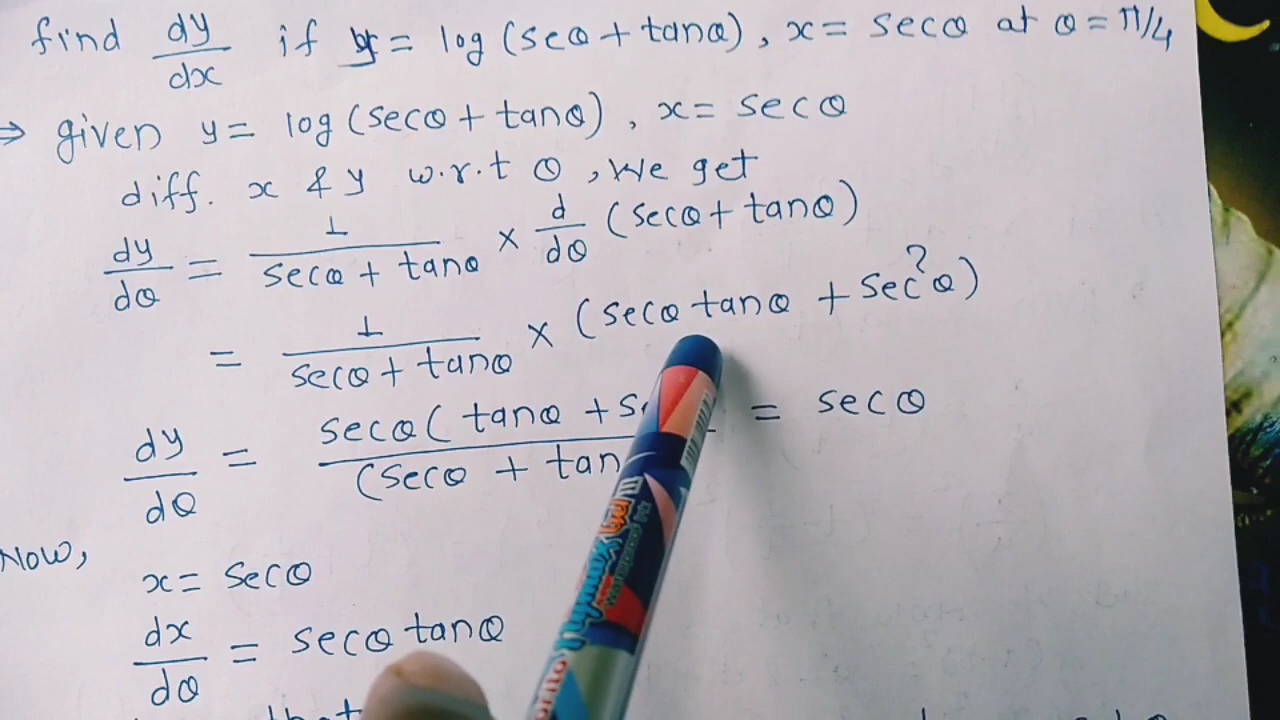 find dy/dx if y = log (secθ + tanθ), x = secθ at θ = π/4
⇒ given y = log (secθ + tanθ), x = secθ
diff. x & y w.r.t θ, We get
dy/dθ = 1/(secθ + tanθ) × d/dθ (secθ + tanθ)
= 1/(secθ + tanθ) × (secθ tanθ + sec²θ)
dy/dθ = secθ( tanθ + / (secθ + tan = secθ
Now,
x = secθ
dx/dθ = secθ tanθ
that